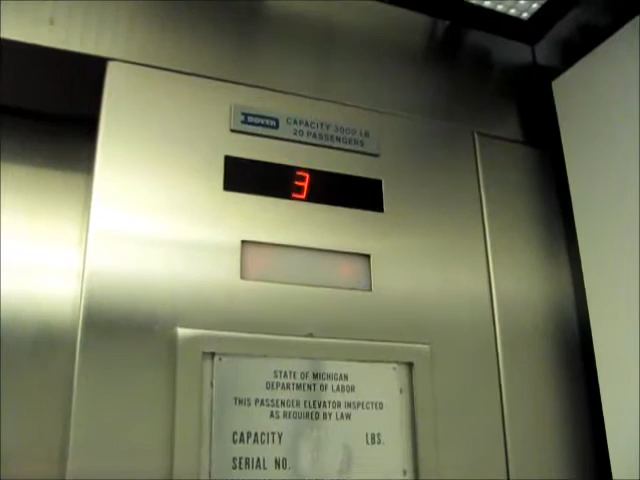 DOVER
CAPACITY 3000 LB
20 PASSENGERS
3
STATE OF MICHIGAN
DEPARTMENT OF LABOR
THIS PASSENGER ELEVATOR INSPECTED
AS REQUIRED BY LAW
CAPACITY LBS.
SERIAL NO.